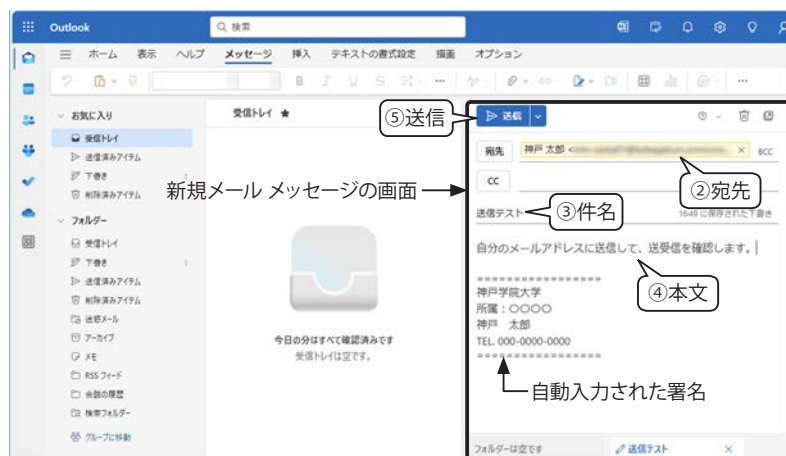 Outlook
検索
ホーム 表示 ヘルプ メッセージ 挿入 テキストの書式設定 描画 オプション
B I U S
お気に入り
受信トレイ
送信済みアイテム
下書き 1
削除済みアイテム
フォルダー
受信トレイ
下書き 1
送信済みアイテム
削除済みアイテム
迷惑メール
アーカイブ
メモ
RSS フィード
会話の履歴
検索フォルダー
グループに移動
受信トレイ ★
新規メール メッセージの画面
今日の分はすべて確認済みです
受信トレイは空です。
⑤送信
送信
宛先 神戸 太郎 < × BCC
②宛先
CC
送信テスト
③件名
16:49 に保存された下書き
自分のメールアドレスに送信して、送受信を確認します。
④本文
==================
神戸学院大学
所属：〇〇〇〇
神戸 太郎
TEL. 000-0000-0000
==================
自動入力された署名
フォルダーは空です
送信テスト ×